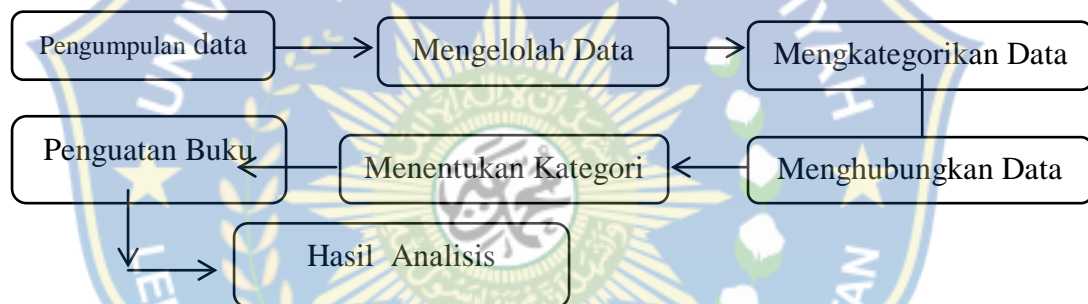 Pengumpulan data
Mengelolah Data
Mengkategorikan Data
Penguatan Buku
Menentukan Kategori
Menghubungkan Data
Hasil Analisis